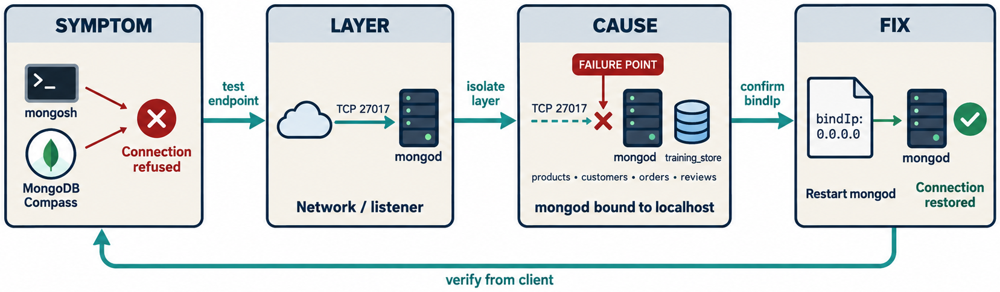 SYMPTOM
>_
mongosh
MongoDB
Compass
Connection
refused
test
endpoint
LAYER
TCP 27017
mongod
Network / listener
isolate
layer
CAUSE
FAILURE POINT
TCP 27017
mongod
training_store
products • customers • orders • reviews
mongod bound to localhost
confirm
bindIp
FIX
bindIp:
0.0.0.0
mongod
Restart mongod
Connection
restored
verify from client